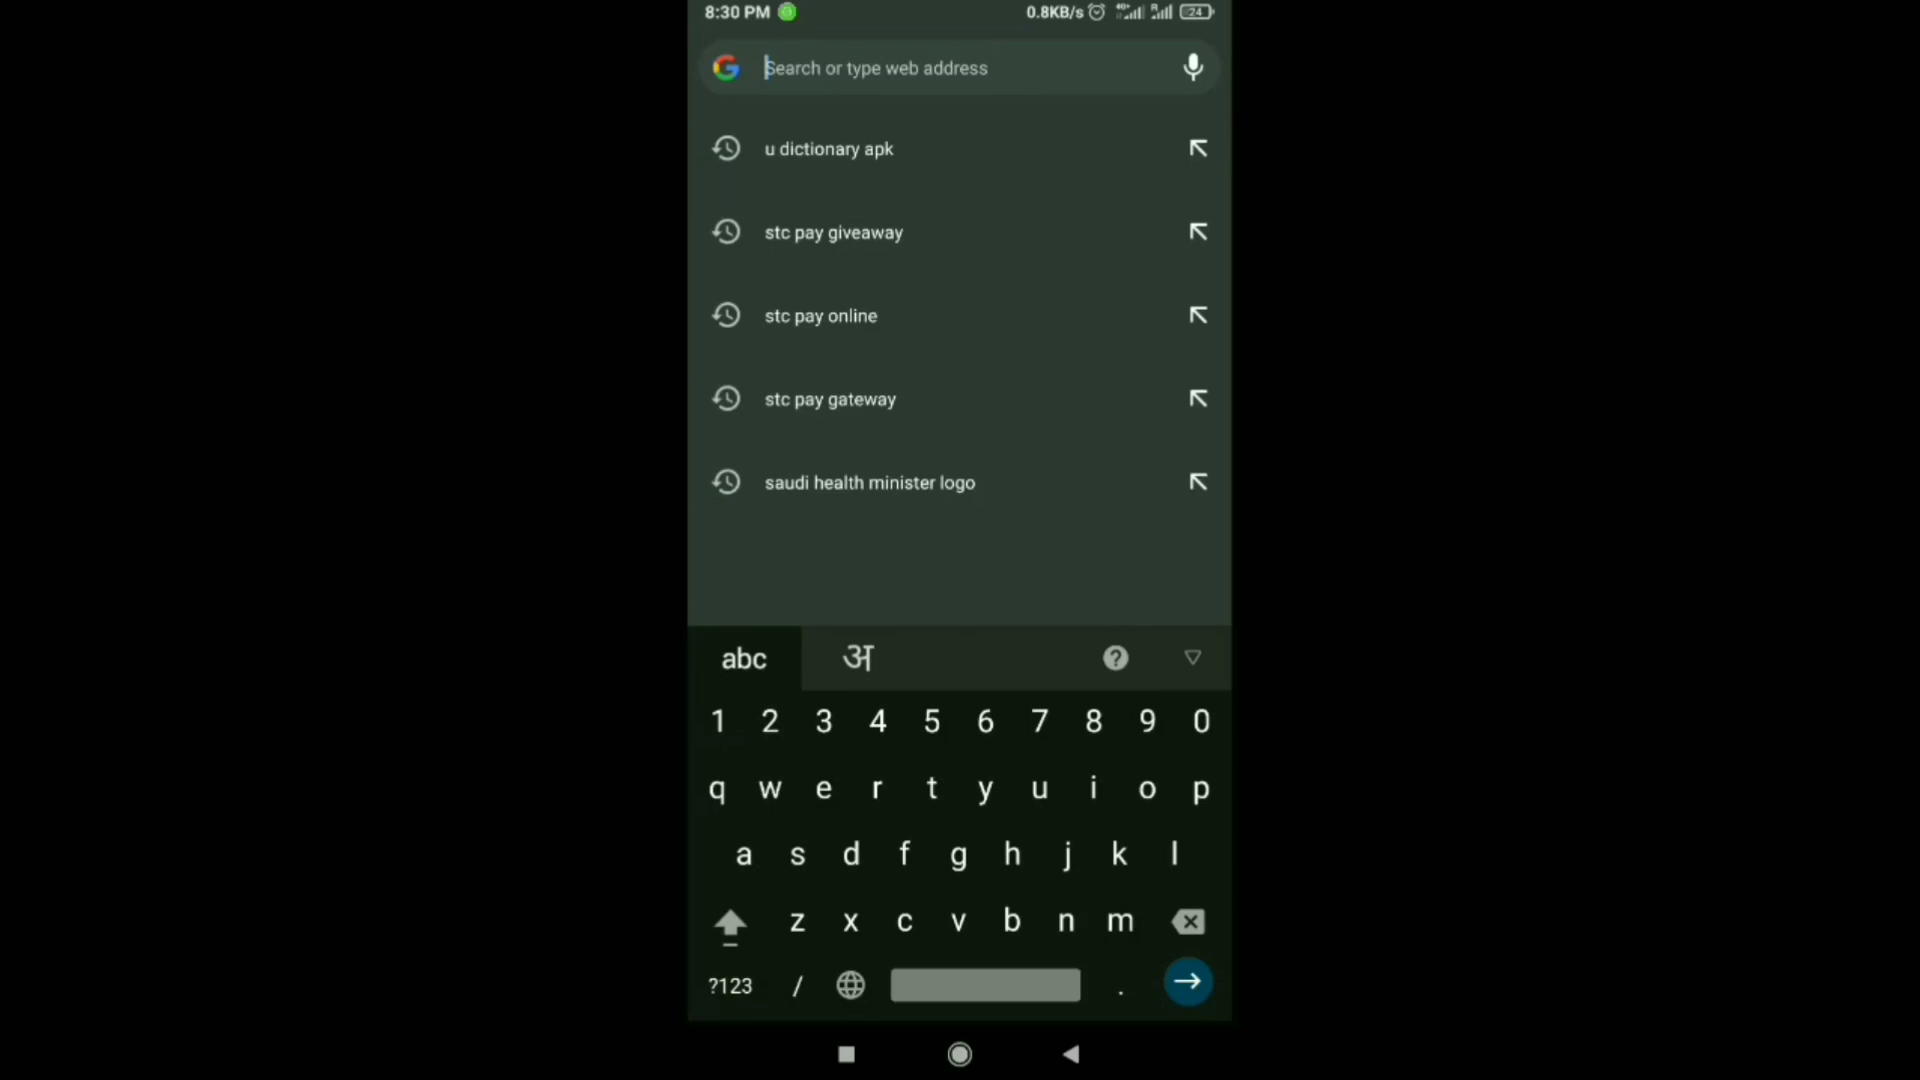 8:30 PM 0.8KB/s 24
Search or type web address
u dictionary apk
stc pay giveaway
stc pay online
stc pay gateway
saudi health minister logo
abc अ ?
1 2 3 4 5 6 7 8 9 0
q w e r t y u i o p
a s d f g h j k l
z x c v b n m
?123 / .